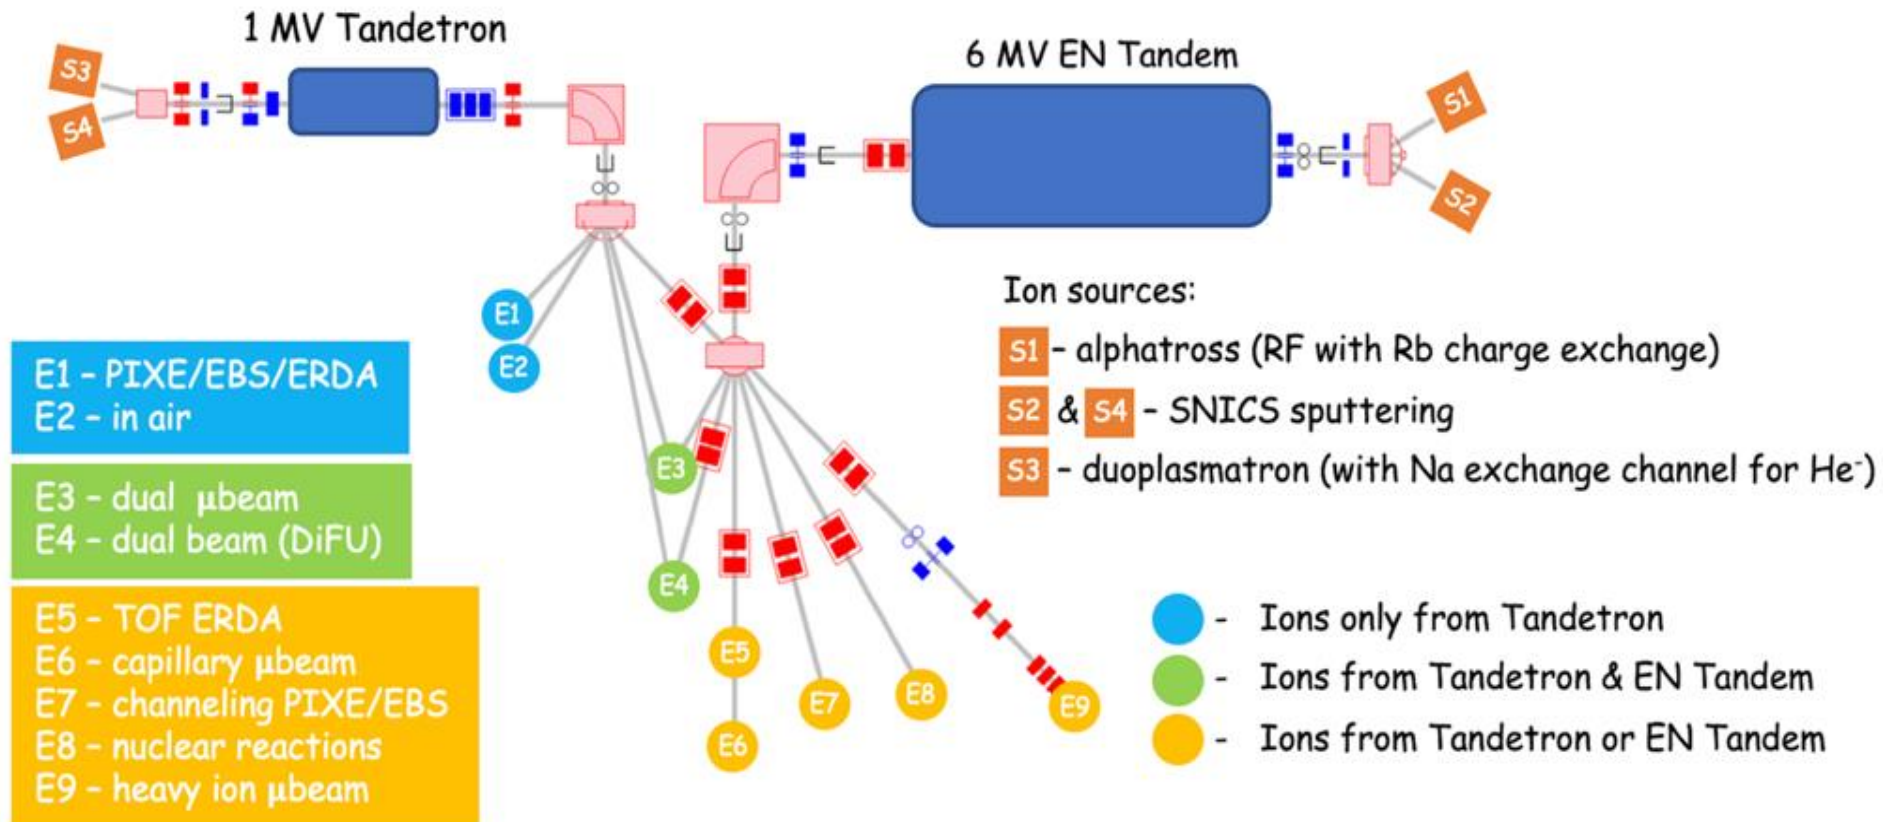 1 MV Tandetron
6 MV EN Tandem
S3
S4
S1
S2
E1
E2
E3
E4
E5
E6
E7
E8
E9
E1 – PIXE/EBS/ERDA
E2 – in air
E3 – dual μbeam
E4 – dual beam (DiFU)
E5 – TOF ERDA
E6 – capillary μbeam
E7 – channeling PIXE/EBS
E8 – nuclear reactions
E9 – heavy ion μbeam
Ion sources:
S1 – alphatross (RF with Rb charge exchange)
S2 & S4 – SNICS sputtering
S3 – duoplasmatron (with Na exchange channel for He⁻)
- Ions only from Tandetron
- Ions from Tandetron & EN Tandem
- Ions from Tandetron or EN Tandem